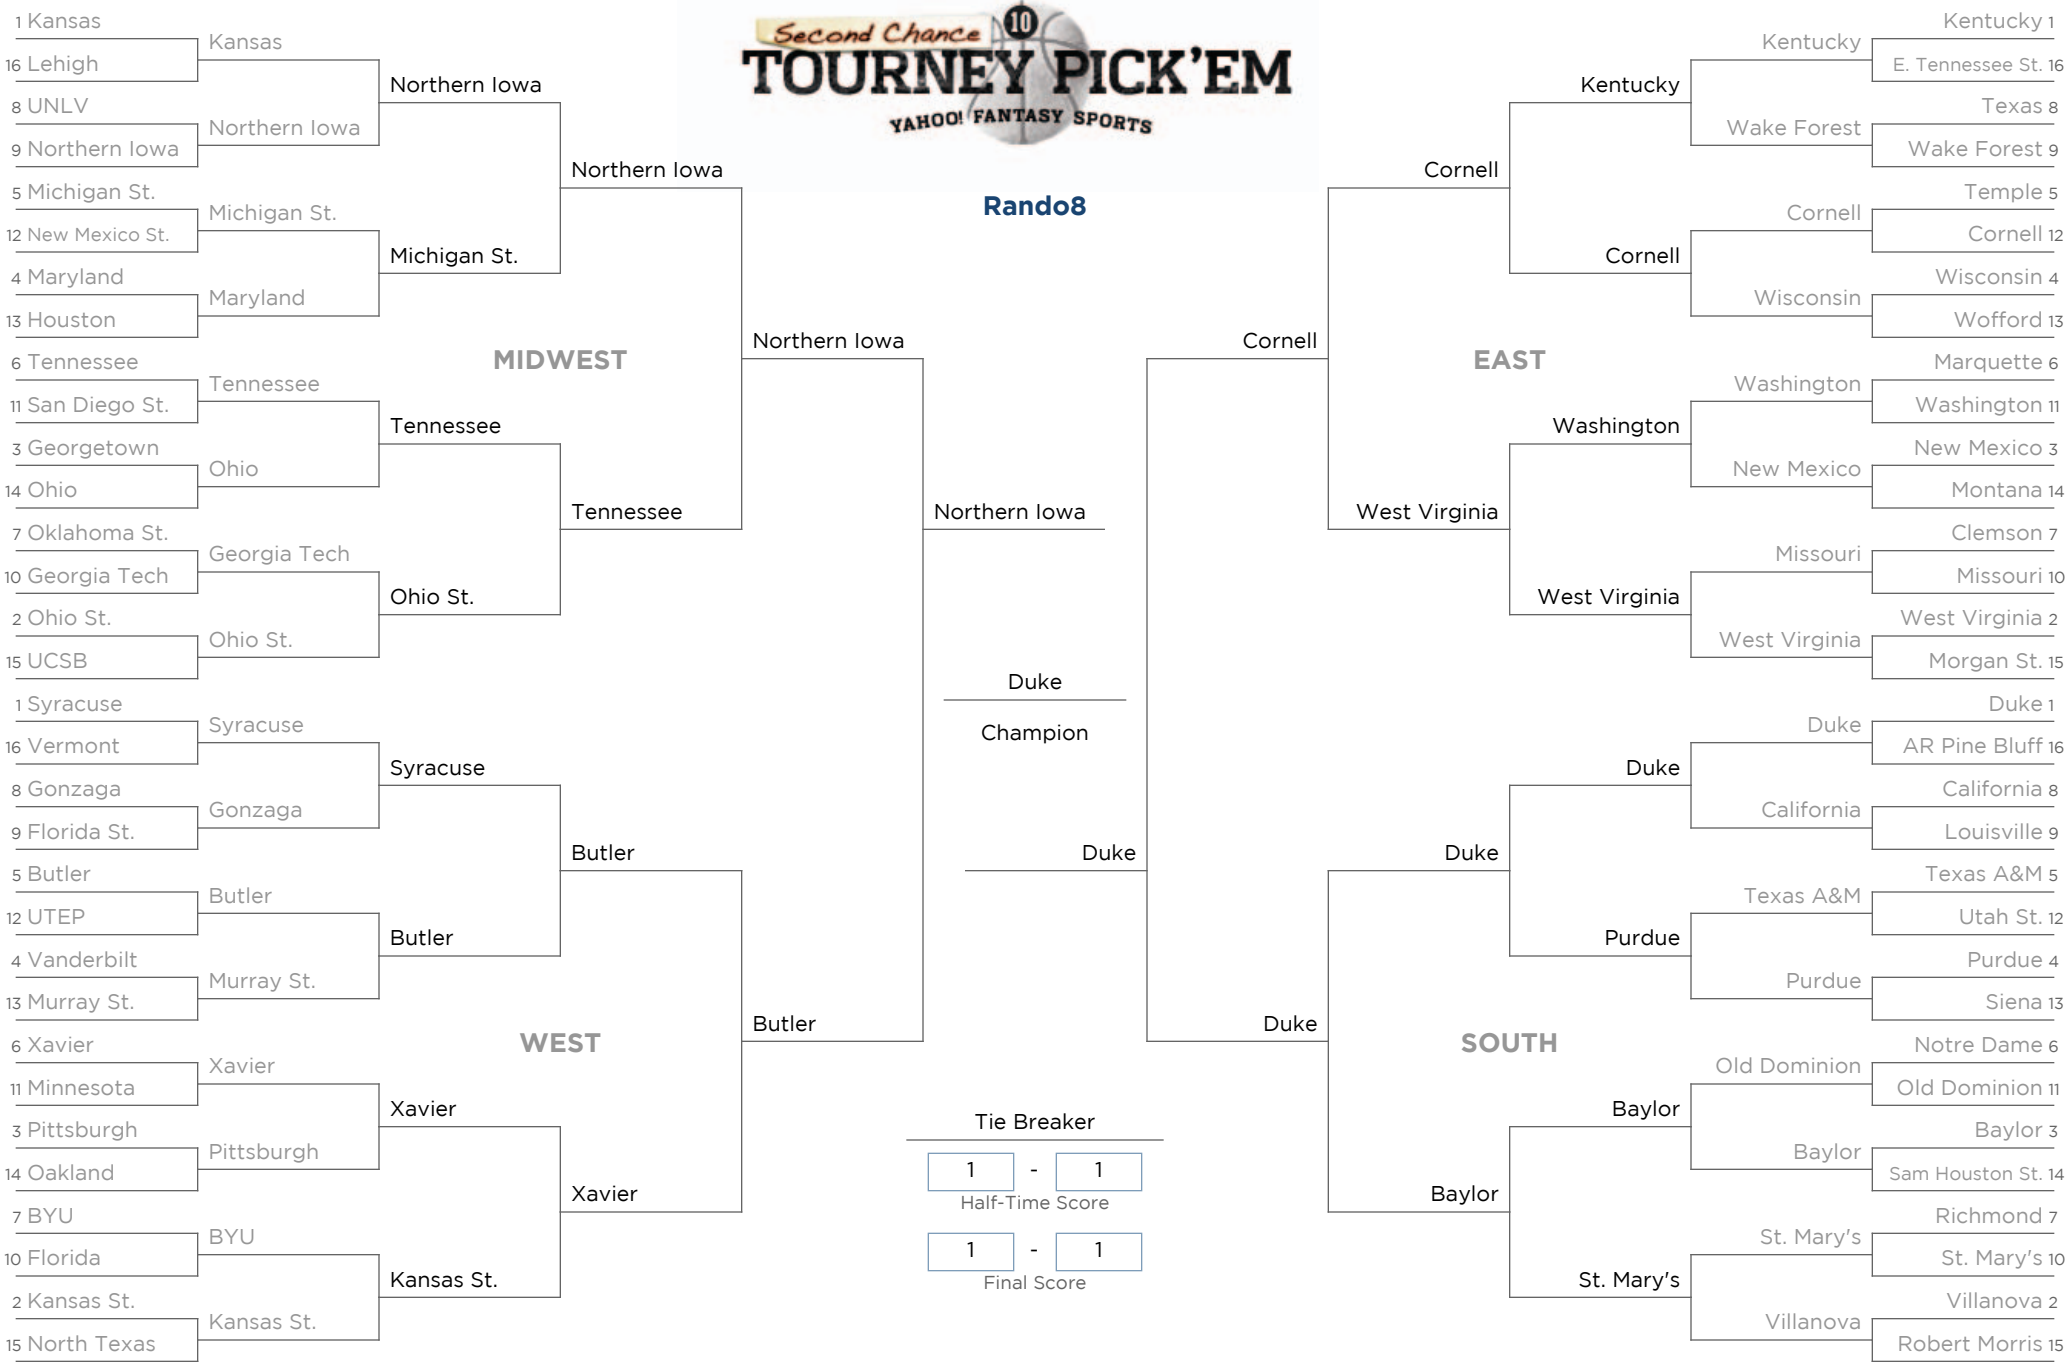 Second Chance 10
TOURNEY PICK'EM
YAHOO! FANTASY SPORTS
Rando8
1 Kansas
16 Lehigh
8 UNLV
9 Northern Iowa
5 Michigan St.
12 New Mexico St.
4 Maryland
13 Houston
6 Tennessee
11 San Diego St.
3 Georgetown
14 Ohio
7 Oklahoma St.
10 Georgia Tech
2 Ohio St.
15 UCSB
Kansas
Northern Iowa
Michigan St.
Maryland
Tennessee
Ohio
Georgia Tech
Ohio St.
Northern Iowa
Michigan St.
Tennessee
Ohio St.
Northern Iowa
Tennessee
Northern Iowa
MIDWEST
1 Syracuse
16 Vermont
8 Gonzaga
9 Florida St.
5 Butler
12 UTEP
4 Vanderbilt
13 Murray St.
6 Xavier
11 Minnesota
3 Pittsburgh
14 Oakland
7 BYU
10 Florida
2 Kansas St.
15 North Texas
Syracuse
Gonzaga
Butler
Murray St.
Xavier
Pittsburgh
BYU
Kansas St.
Syracuse
Butler
Xavier
Kansas St.
Butler
Xavier
Butler
WEST
Northern Iowa
Duke
Champion
Duke
Tie Breaker
1 - 1
Half-Time Score
1 - 1
Final Score
Kentucky 1
E. Tennessee St. 16
Texas 8
Wake Forest 9
Temple 5
Cornell 12
Wisconsin 4
Wofford 13
Marquette 6
Washington 11
New Mexico 3
Montana 14
Clemson 7
Missouri 10
West Virginia 2
Morgan St. 15
Kentucky
Wake Forest
Cornell
Wisconsin
Washington
New Mexico
Missouri
West Virginia
Kentucky
Cornell
Washington
West Virginia
Cornell
West Virginia
Cornell
EAST
Duke 1
AR Pine Bluff 16
California 8
Louisville 9
Texas A&M 5
Utah St. 12
Purdue 4
Siena 13
Notre Dame 6
Old Dominion 11
Baylor 3
Sam Houston St. 14
Richmond 7
St. Mary's 10
Villanova 2
Robert Morris 15
Duke
California
Texas A&M
Purdue
Old Dominion
Baylor
St. Mary's
Villanova
Duke
Purdue
Baylor
St. Mary's
Duke
Baylor
Duke
SOUTH